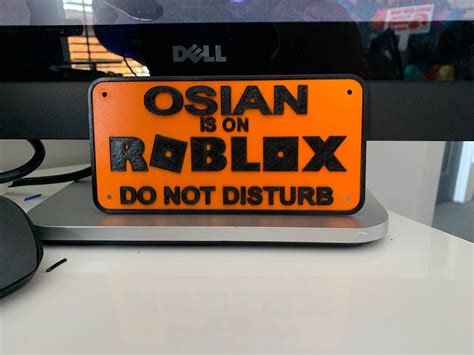 DELL
OSIAN
IS ON
ROBLOX
DO NOT DISTURB